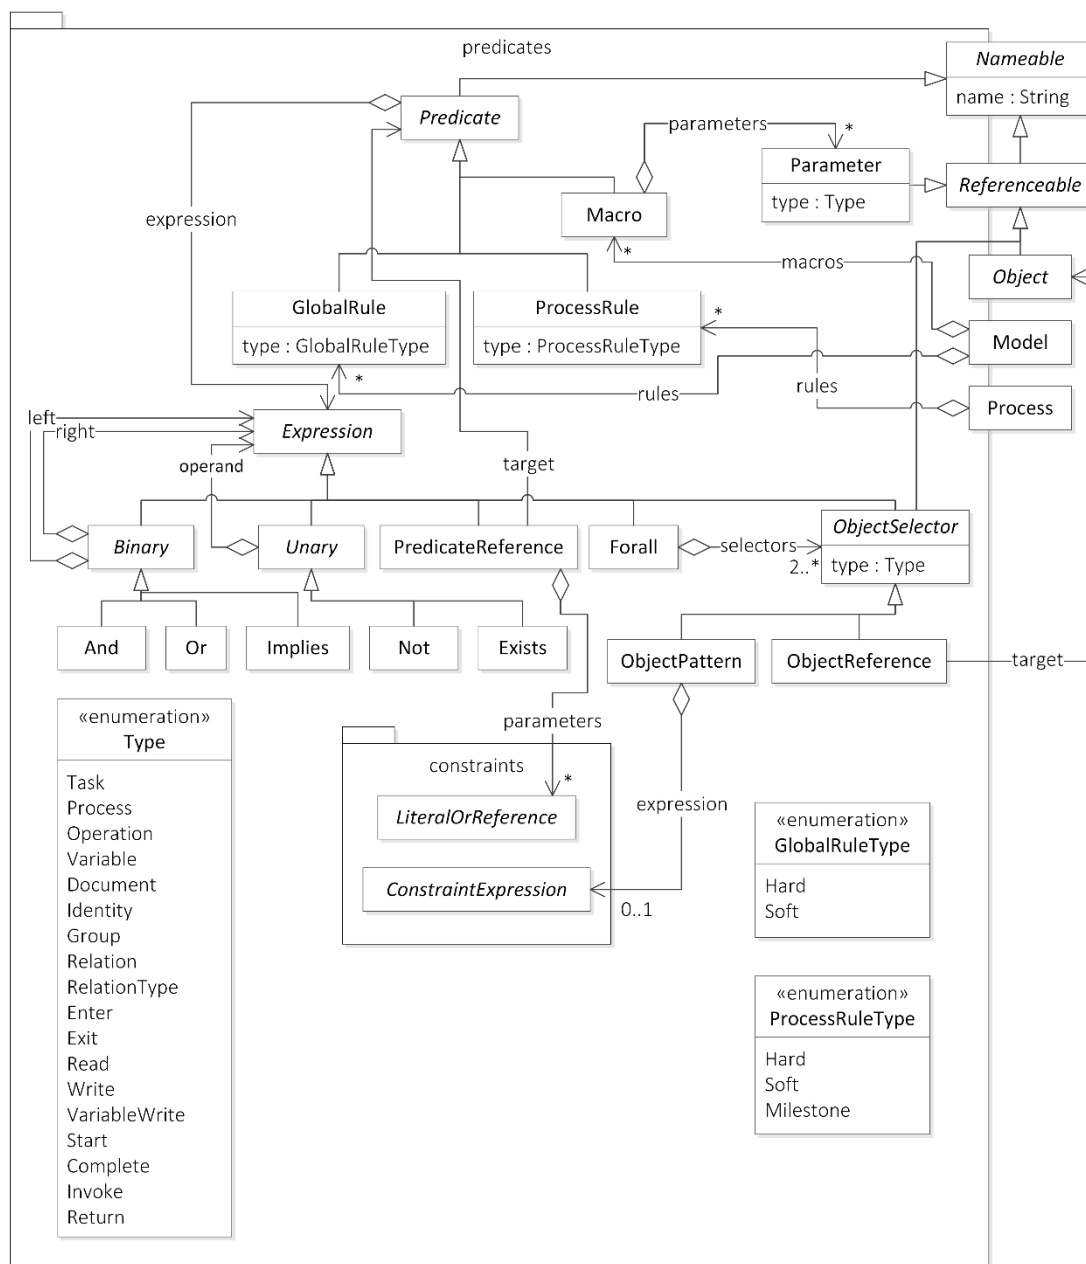 predicates
Nameable
name : String
Predicate
parameters
*
Parameter
type : Type
Referenceable
expression
Macro
*
macros
Object
GlobalRule
type : GlobalRuleType
ProcessRule
type : ProcessRuleType
*
Model
*
rules
rules
Process
left
right
Expression
operand
target
Binary
Unary
PredicateReference
Forall
selectors
2..*
ObjectSelector
type : Type
And
Or
Implies
Not
Exists
ObjectPattern
ObjectReference
target
«enumeration»
Type
Task
Process
Operation
Variable
Document
Identity
Group
Relation
RelationType
Enter
Exit
Read
Write
VariableWrite
Start
Complete
Invoke
Return
parameters
constraints
*
LiteralOrReference
expression
ConstraintExpression
0..1
«enumeration»
GlobalRuleType
Hard
Soft
«enumeration»
ProcessRuleType
Hard
Soft
Milestone